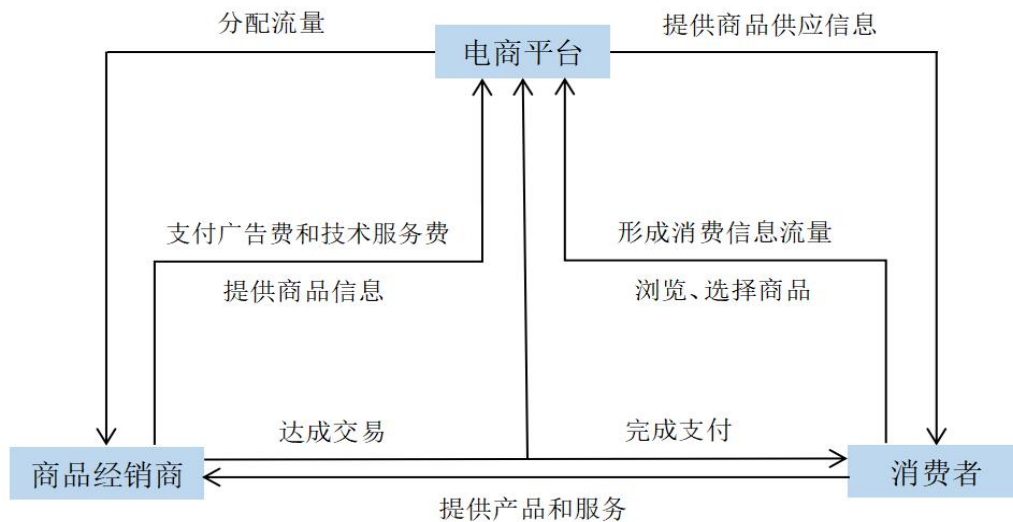 分配流量
提供商品供应信息
电商平台
支付广告费和技术服务费
形成消费信息流量
提供商品信息
浏览、选择商品
达成交易
完成支付
商品经销商
消费者
提供产品和服务